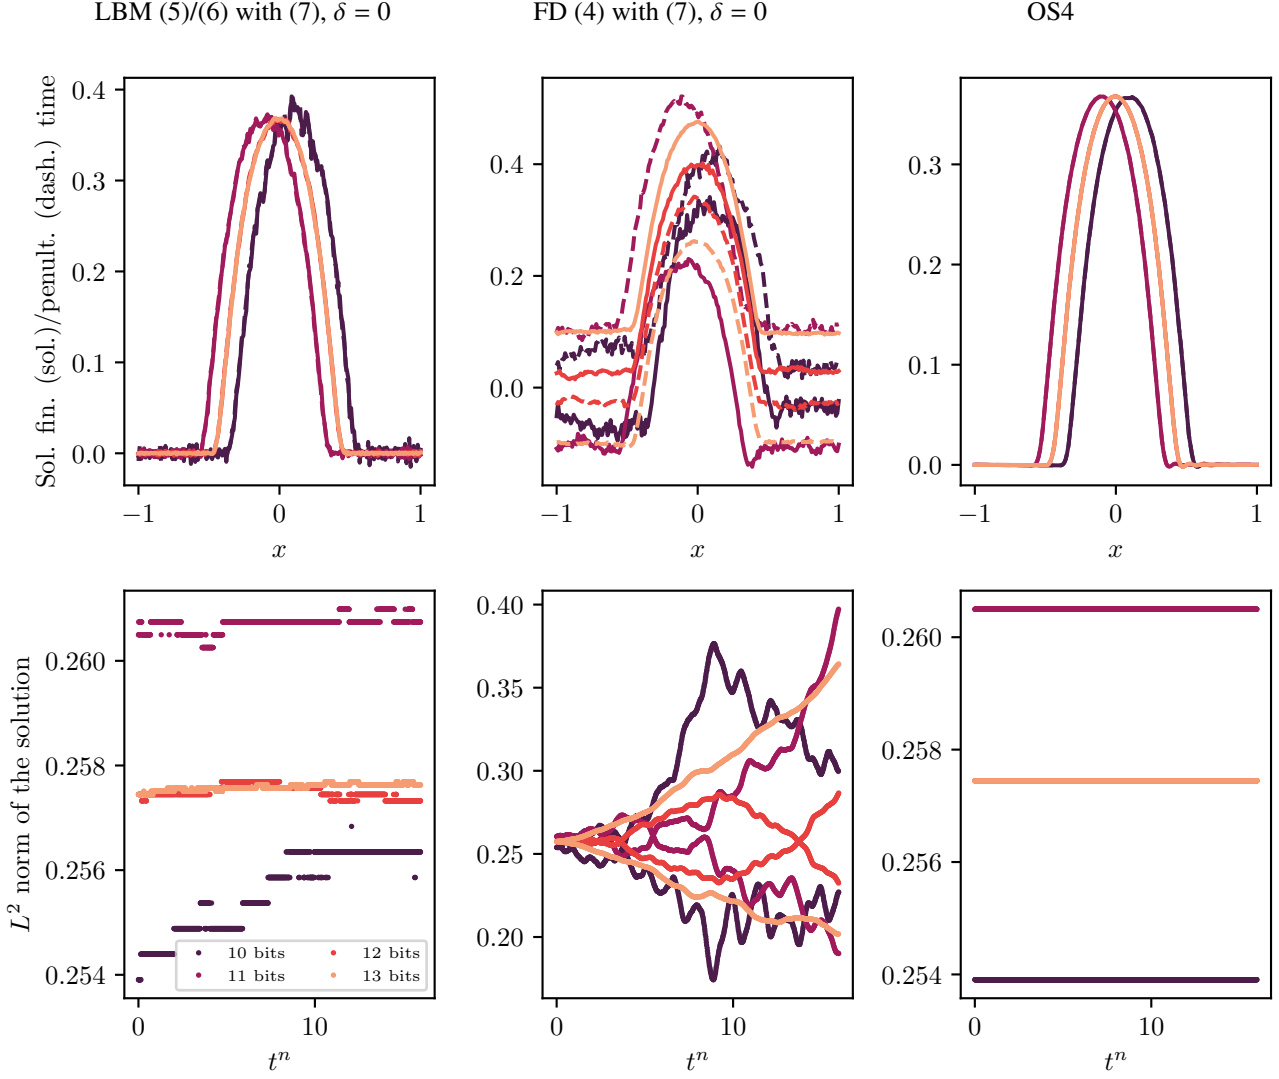 LBM (5)/(6) with (7), δ = 0
FD (4) with (7), δ = 0
OS4
Sol. fin. (sol.)/penult. (dash.) time
0.4
0.3
0.2
0.1
0.0
−1
0
1
x
0.4
0.2
0.0
−1
0
1
x
0.3
0.2
0.1
0.0
−1
0
1
x
L² norm of the solution
0.260
0.258
0.256
0.254
10 bits
11 bits
12 bits
13 bits
0
10
tⁿ
0.40
0.35
0.30
0.25
0.20
0
10
tⁿ
0.260
0.258
0.256
0.254
0
10
tⁿ